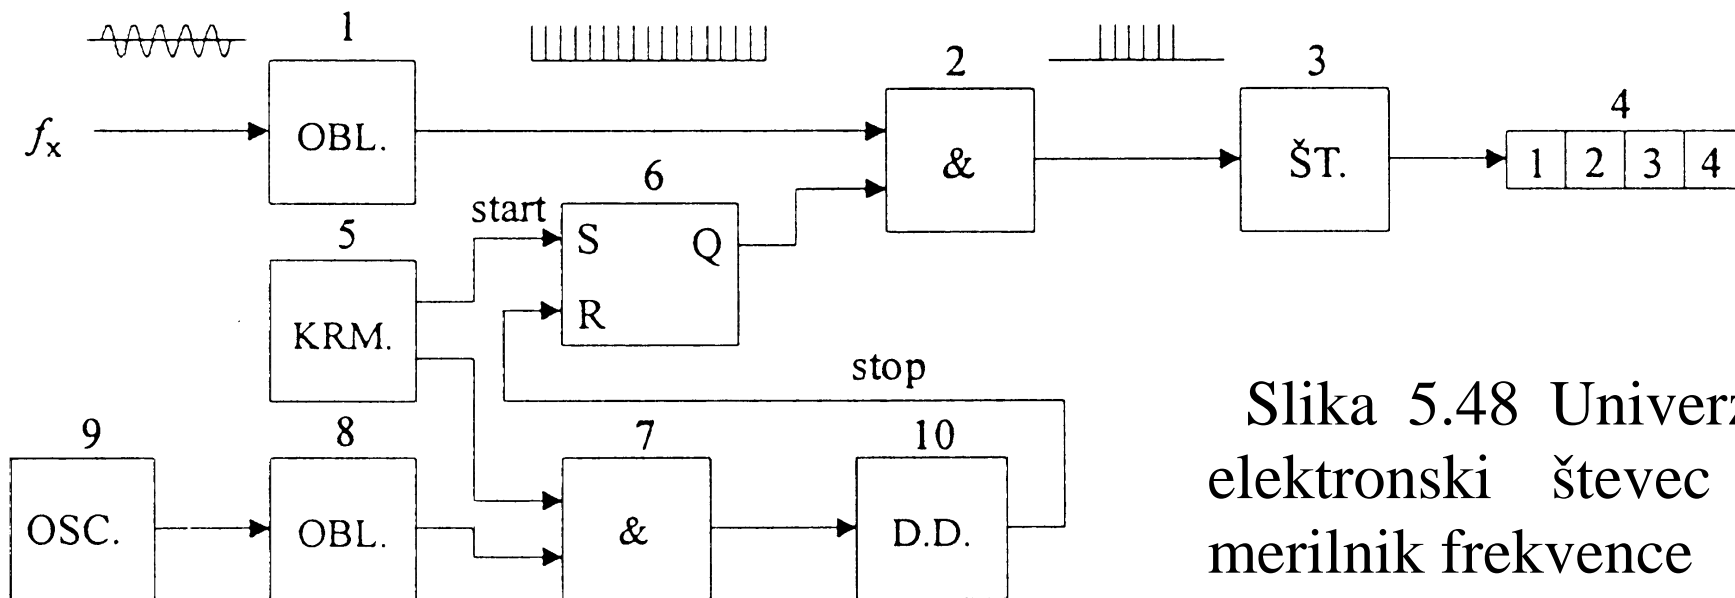 1
2
3
4
f_x
OBL.
&
ŠT.
1 2 3 4
6
start
5
S Q
R
KRM.
stop
9
8
7
10
OSC.
OBL.
&
D.D.
Slika 5.48
elektronski števec
merilnik frekvence